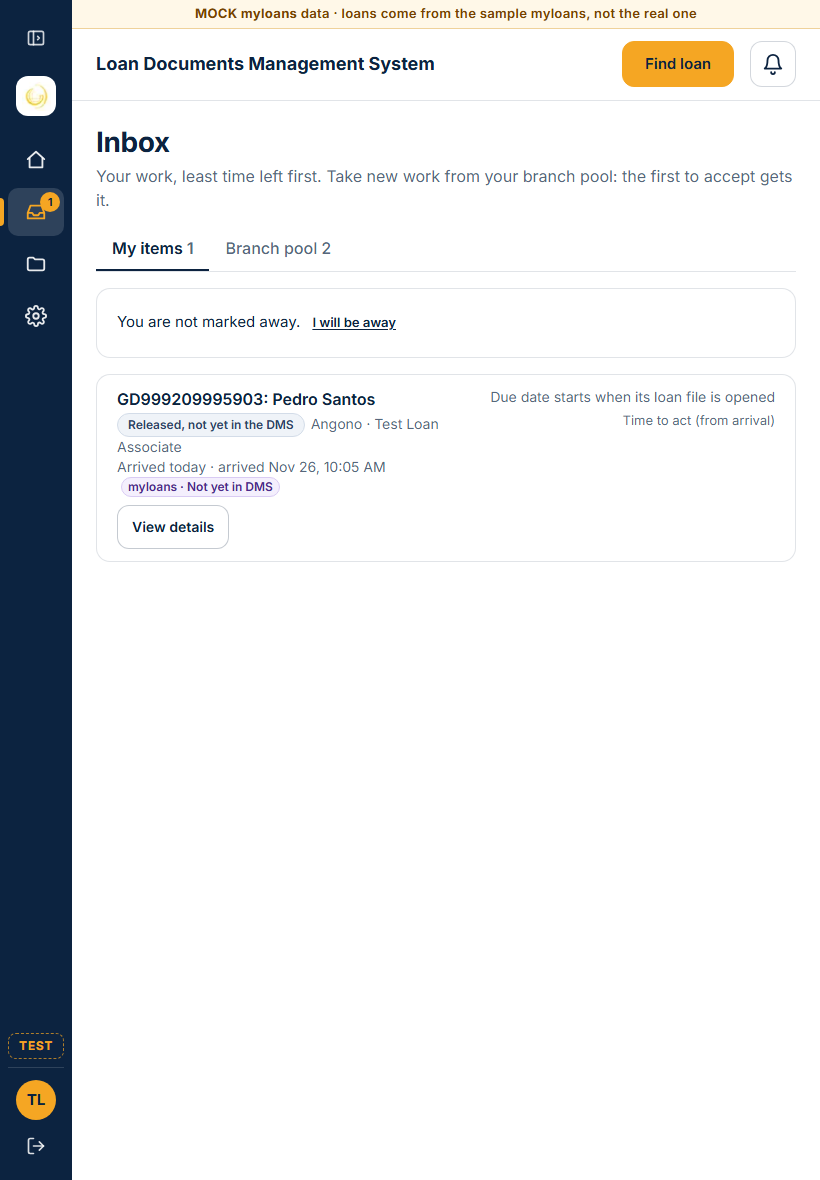 MOCK myloans data · loans come from the sample myloans, not the real one
Loan Documents Management System
Find loan
1
Inbox
Your work, least time left first. Take new work from your branch pool: the first to accept gets
it.
My items 1
Branch pool 2
You are not marked away. I will be away
GD999209995903: Pedro Santos
Due date starts when its loan file is opened
Released, not yet in the DMS Angono · Test Loan
Time to act (from arrival)
Associate
Arrived today · arrived Nov 26, 10:05 AM
myloans · Not yet in DMS
View details
TEST
TL